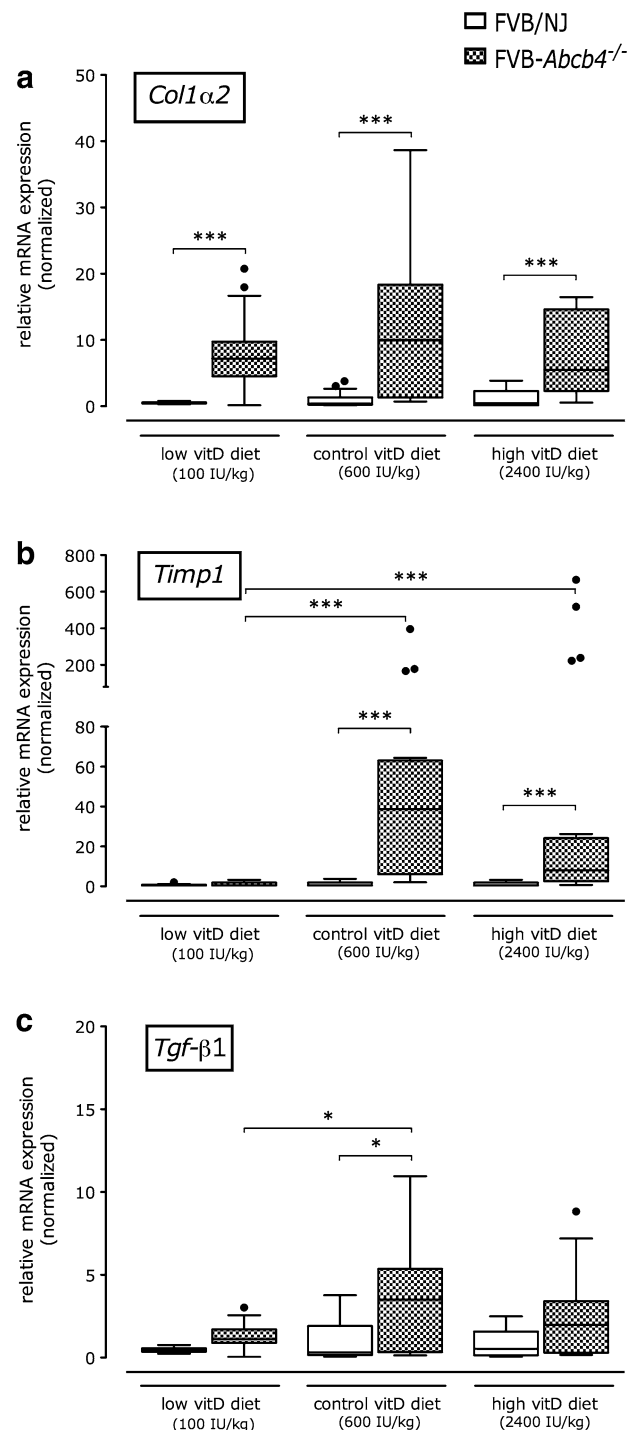 FVB/NJ
FVB-Abcb4-/-
a
Col1α2
relative mRNA expression
(normalized)
50
40
30
20
10
0
***
***
***
low vitD diet
(100 IU/kg)
control vitD diet
(600 IU/kg)
high vitD diet
(2400 IU/kg)
b
Timp1
relative mRNA expression
(normalized)
800
600
400
200
80
60
40
20
0
***
***
***
***
low vitD diet
(100 IU/kg)
control vitD diet
(600 IU/kg)
high vitD diet
(2400 IU/kg)
c
Tgf-β1
relative mRNA expression
(normalized)
20
15
10
5
0
*
*
low vitD diet
(100 IU/kg)
control vitD diet
(600 IU/kg)
high vitD diet
(2400 IU/kg)